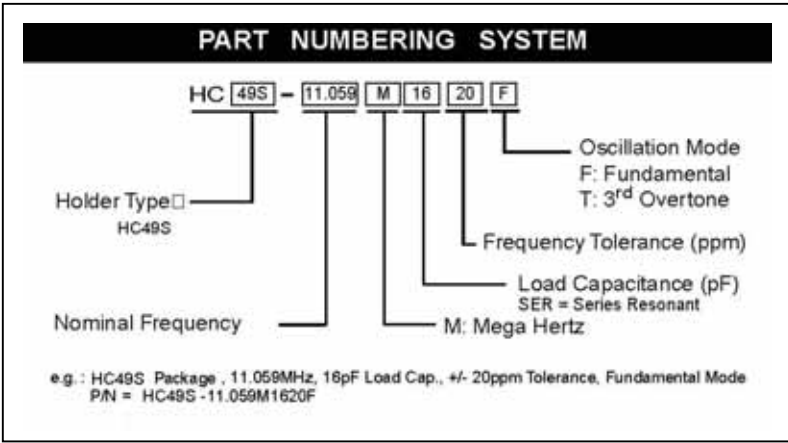 PART NUMBERING SYSTEM
HC 49S - 11.059 M 16 20 F
Oscillation Mode
F: Fundamental
T: 3rd Overtone
Holder Type□
HC49S
Frequency Tolerance (ppm)
Load Capacitance (pF)
SER = Series Resonant
Nominal Frequency
M: Mega Hertz
e.g.: HC49S Package , 11.059MHz, 16pF Load Cap., +/- 20ppm Tolerance, Fundamental Mode
P/N = HC49S -11.059M1620F